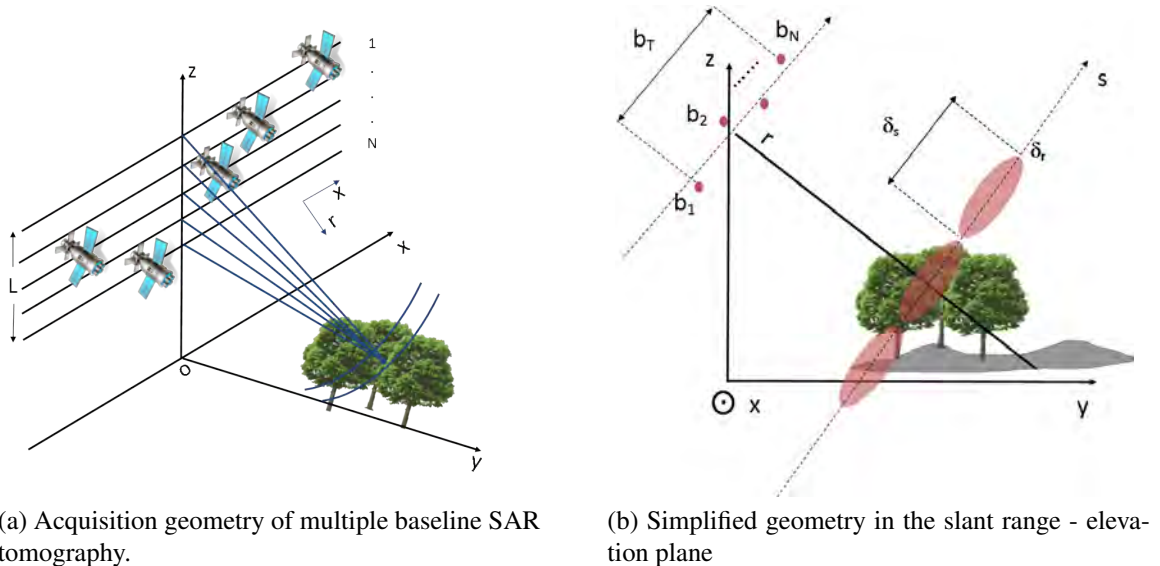 z
1
.
.
.
N
x
r
x
L
O
y
(a) Acquisition geometry of multiple baseline SAR
tomography.
b_T
b_N
z
s
b_2
r
δ_s
δ_r
b_1
x
y
(b) Simplified geometry in the slant range - eleva-
tion plane